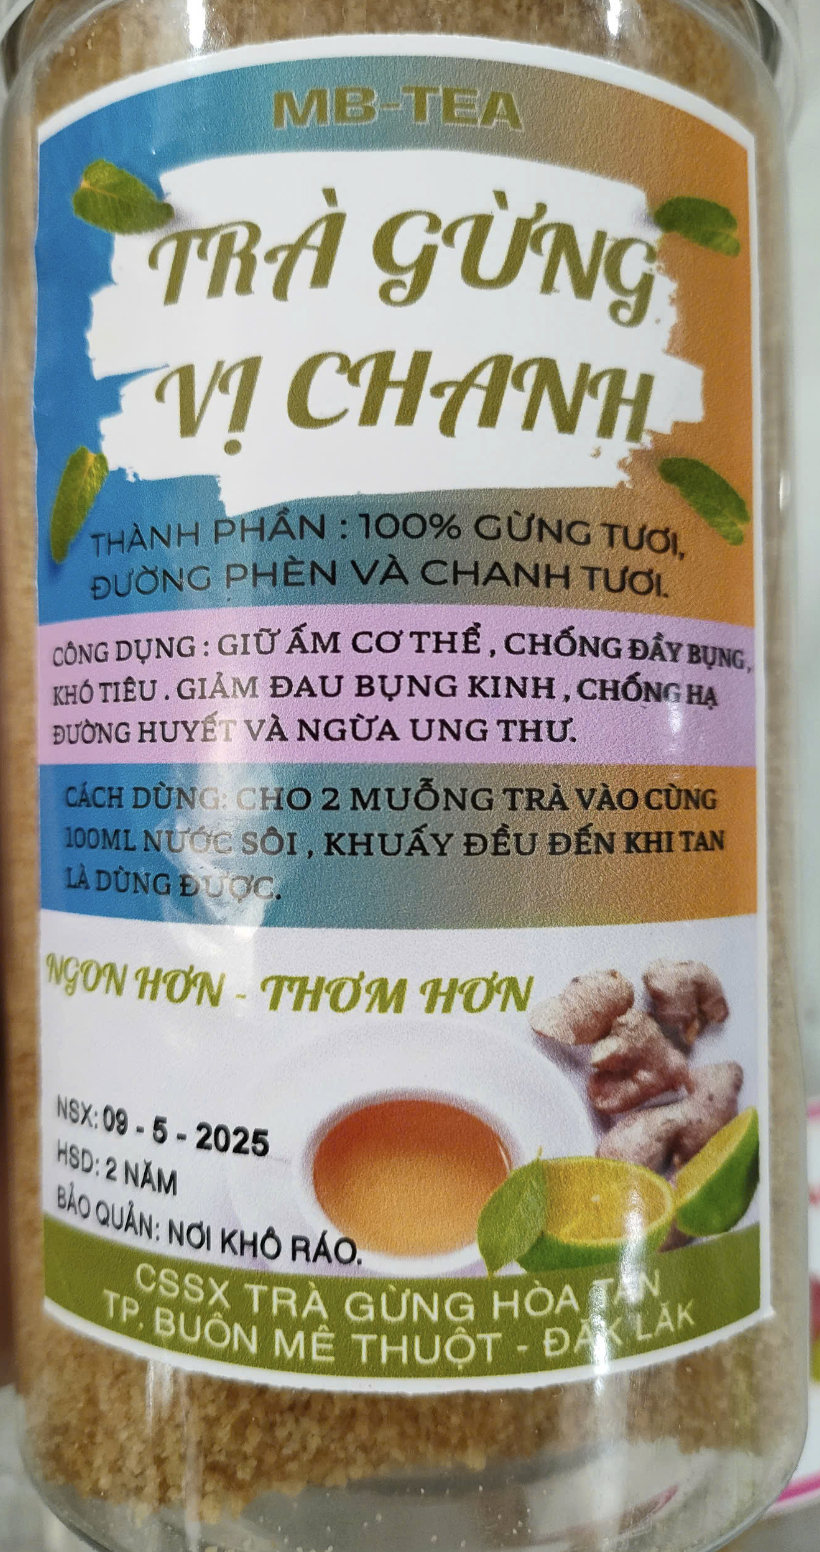 MB-TEA
TRÀ GỪNG
VỊ CHANH
THÀNH PHẦN : 100% GỪNG TƯƠI,
ĐƯỜNG PHÈN VÀ CHANH TƯƠI.
CÔNG DỤNG : GIỮ ẤM CƠ THỂ , CHỐNG ĐẦY BỤNG,
KHÓ TIÊU . GIẢM ĐAU BỤNG KINH , CHỐNG HẠ
ĐƯỜNG HUYẾT VÀ NGỪA UNG THƯ.
CÁCH DÙNG: CHO 2 MUỖNG TRÀ VÀO CÙNG
100ML NƯỚC SÔI , KHUẤY ĐỀU ĐẾN KHI TAN
LÀ DÙNG ĐƯỢC.
NGON HƠN - THƠM HƠN
NSX: 09 - 5 - 2025
HSD: 2 NĂM
BẢO QUẢN: NƠI KHÔ RÁO.
CSSX TRÀ GỪNG HÒA TAN
TP. BUÔN MÊ THUỘT - ĐĂK LĂK